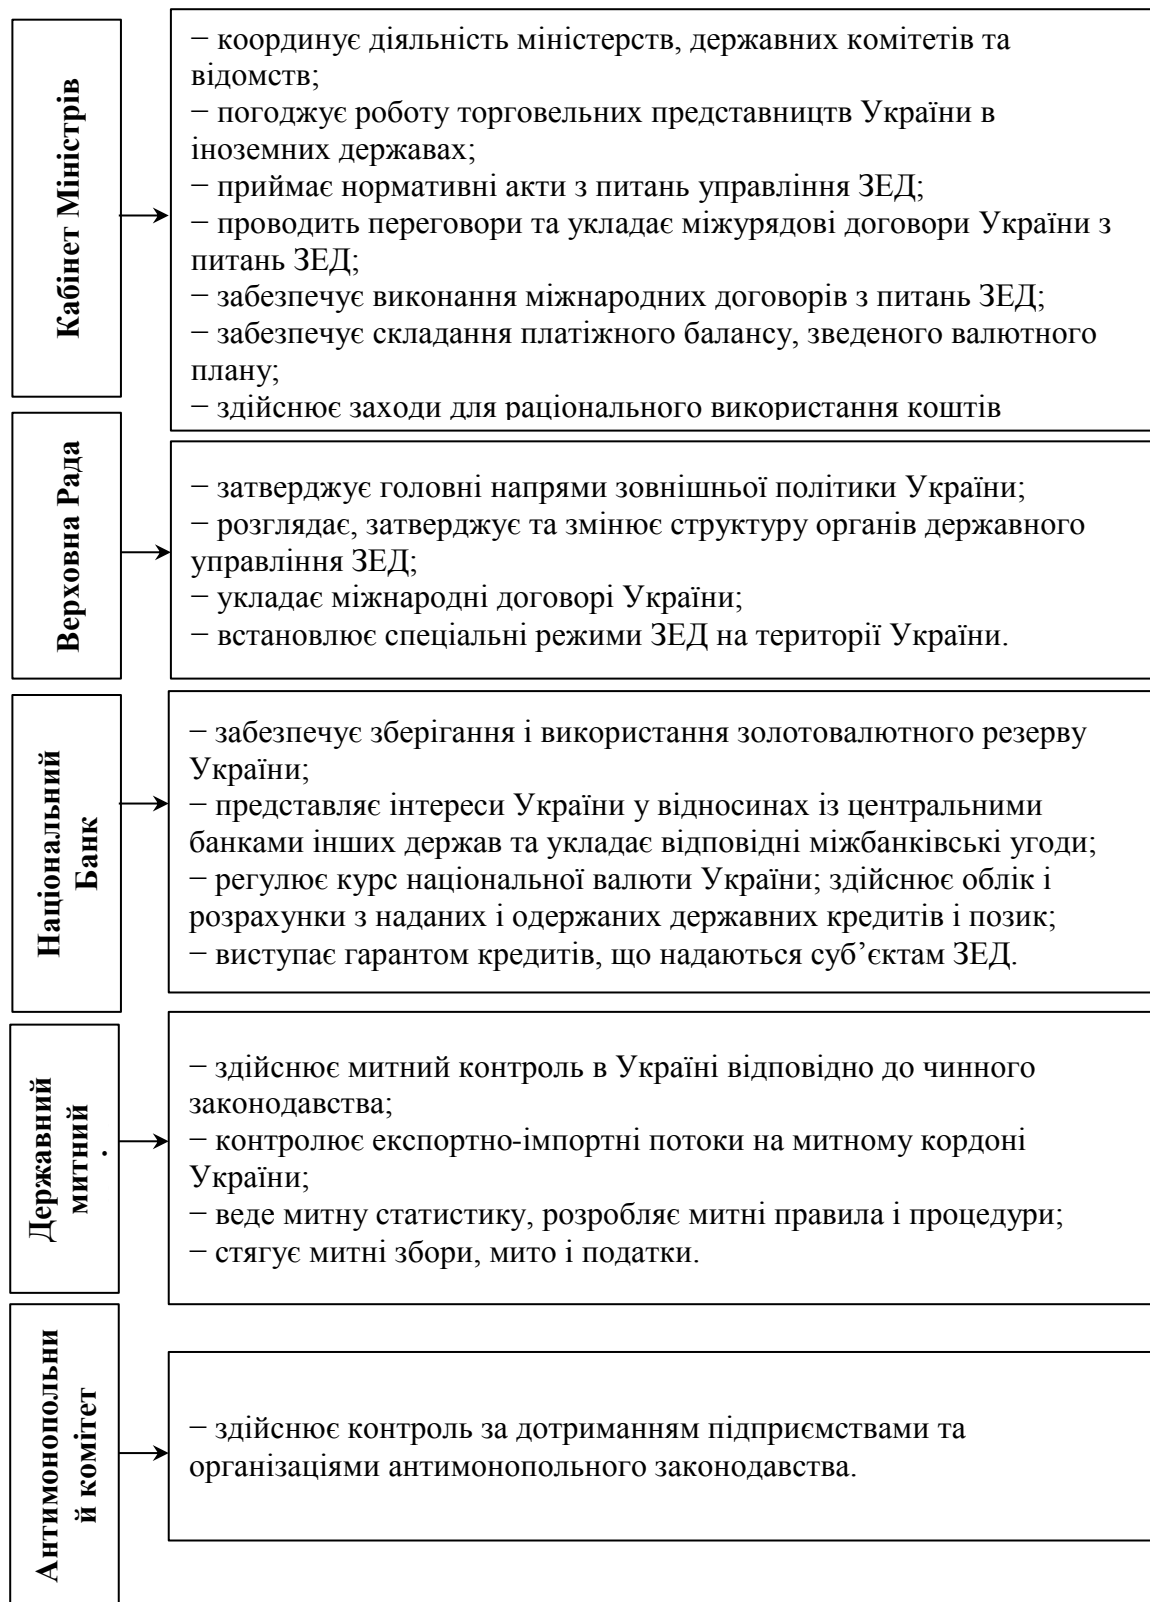 Кабінет Міністрів
− координує діяльність міністерств, державних комітетів та
відомств;
− погоджує роботу торговельних представництв України в
іноземних державах;
− приймає нормативні акти з питань управління ЗЕД;
− проводить переговори та укладає міжурядові договори України з
питань ЗЕД;
− забезпечує виконання міжнародних договорів з питань ЗЕД;
− забезпечує складання платіжного балансу, зведеного валютного
плану;
− здійснює заходи для раціонального використання коштів
Верховна Рада
− затверджує головні напрями зовнішньої політики України;
− розглядає, затверджує та змінює структуру органів державного
управління ЗЕД;
− укладає міжнародні договорі України;
− встановлює спеціальні режими ЗЕД на території України.
Національний
Банк
− забезпечує зберігання і використання золотовалютного резерву
України;
− представляє інтереси України у відносинах із центральними
банками інших держав та укладає відповідні міжбанківські угоди;
− регулює курс національної валюти України; здійснює облік і
розрахунки з наданих і одержаних державних кредитів і позик;
− виступає гарантом кредитів, що надаються суб’єктам ЗЕД.
Державний
митний
− здійснює митний контроль в Україні відповідно до чинного
законодавства;
− контролює експортно-імпортні потоки на митному кордоні
України;
− веде митну статистику, розробляє митні правила і процедури;
− стягує митні збори, мито і податки.
Антимонопольни
й комітет
− здійснює контроль за дотриманням підприємствами та
організаціями антимонопольного законодавства.